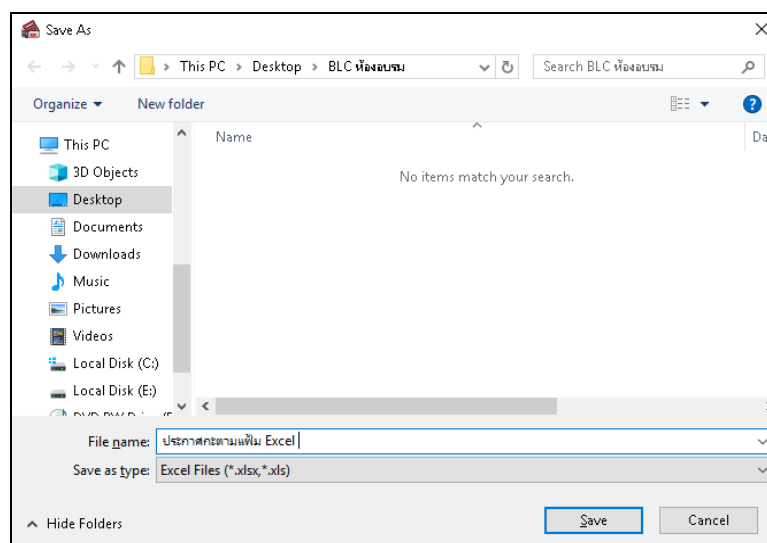 Save As
This PC > Desktop > BLC ห้องอบรม
Search BLC ห้องอบรม
Organize
New folder
Name
Da
No items match your search.
This PC
3D Objects
Desktop
Documents
Downloads
Music
Pictures
Videos
Local Disk (C:)
Local Disk (E:)
File name: ประกาศกะตามแฟ้ม Excel
Save as type: Excel Files (*.xlsx,*.xls)
Hide Folders
Save
Cancel